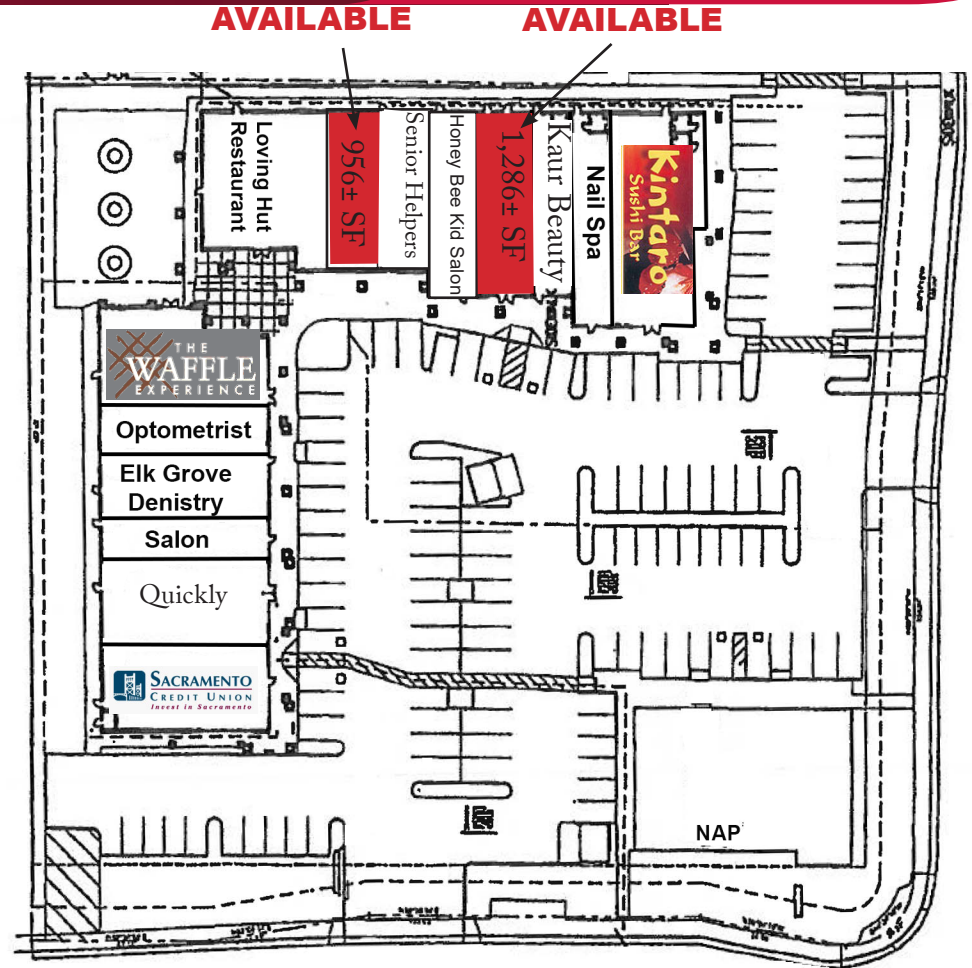 AVAILABLE
AVAILABLE
Loving Hut
Restaurant
956± SF
Senior Helpers
Honey Bee Kid Salon
1,286± SF
Kaur Beauty
Nail Spa
Kintaro
Sushi Bar
THE
WAFFLE
EXPERIENCE
Optometrist
Elk Grove
Denistry
Salon
Quickly
SACRAMENTO
CREDIT UNION
Invest in Sacramento
NAP